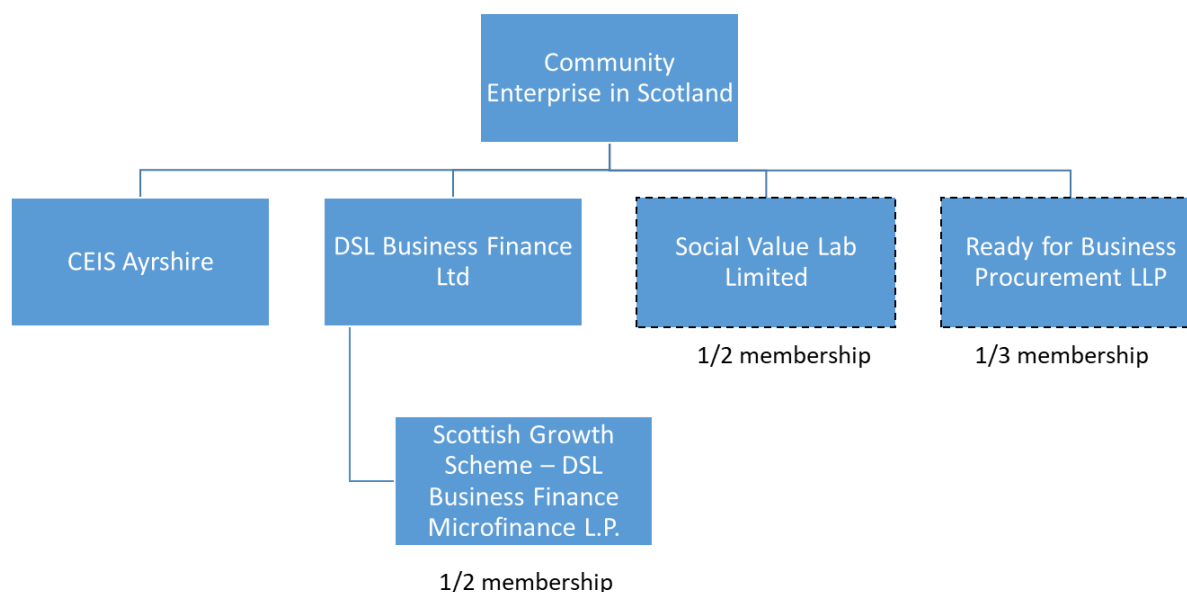 Community
Enterprise in Scotland
CEIS Ayrshire
DSL Business Finance
Ltd
Social Value Lab
Limited
Ready for Business
Procurement LLP
1/2 membership
1/3 membership
Scottish Growth
Scheme – DSL
Business Finance
Microfinance L.P.
1/2 membership